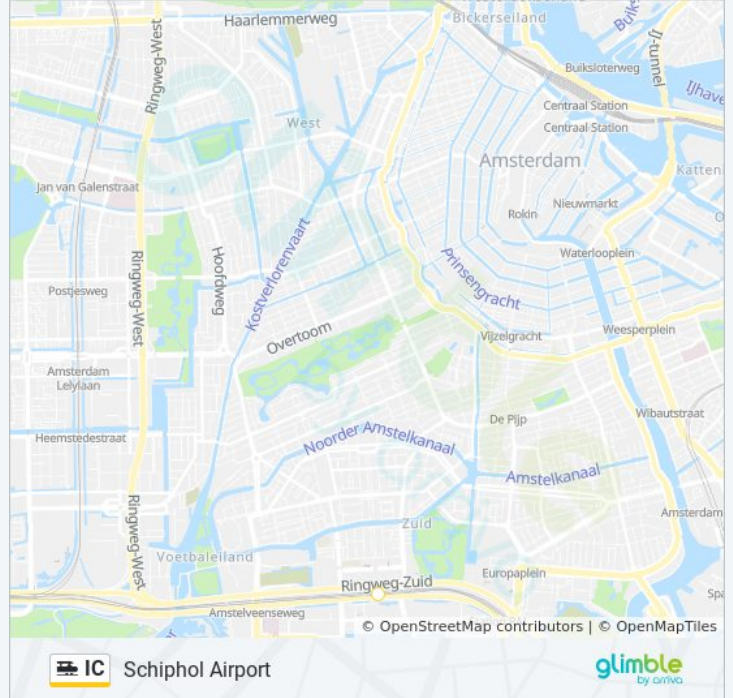 Haarlemmerweg
Bickerseiland
Ringweg-West
IJ-tunnel
Buiksloterweg
IJhave
Centraal Station
Centraal Station
West
Amsterdam
Katten
Jan van Galenstraat
Nieuwmarkt
Rokin
Kostverlorenvaart
Hoofdweg
Ringweg-West
Waterlooplein
Prinsengracht
Postjesweg
Overtoom
Vijzelgracht
Weesperplein
Amsterdam
Lelylaan
Wibautstraat
De Pijp
Heemstedestraat
Noorder Amstelkanaal
Amstelkanaal
Ringweg-West
Amsterdam
Zuid
Voetbaleiland
Europaplein
Ringweg-Zuid
Amstelveenseweg
Spa
© OpenStreetMap contributors | © OpenMapTiles
IC Schiphol Airport
glimble
by arriva